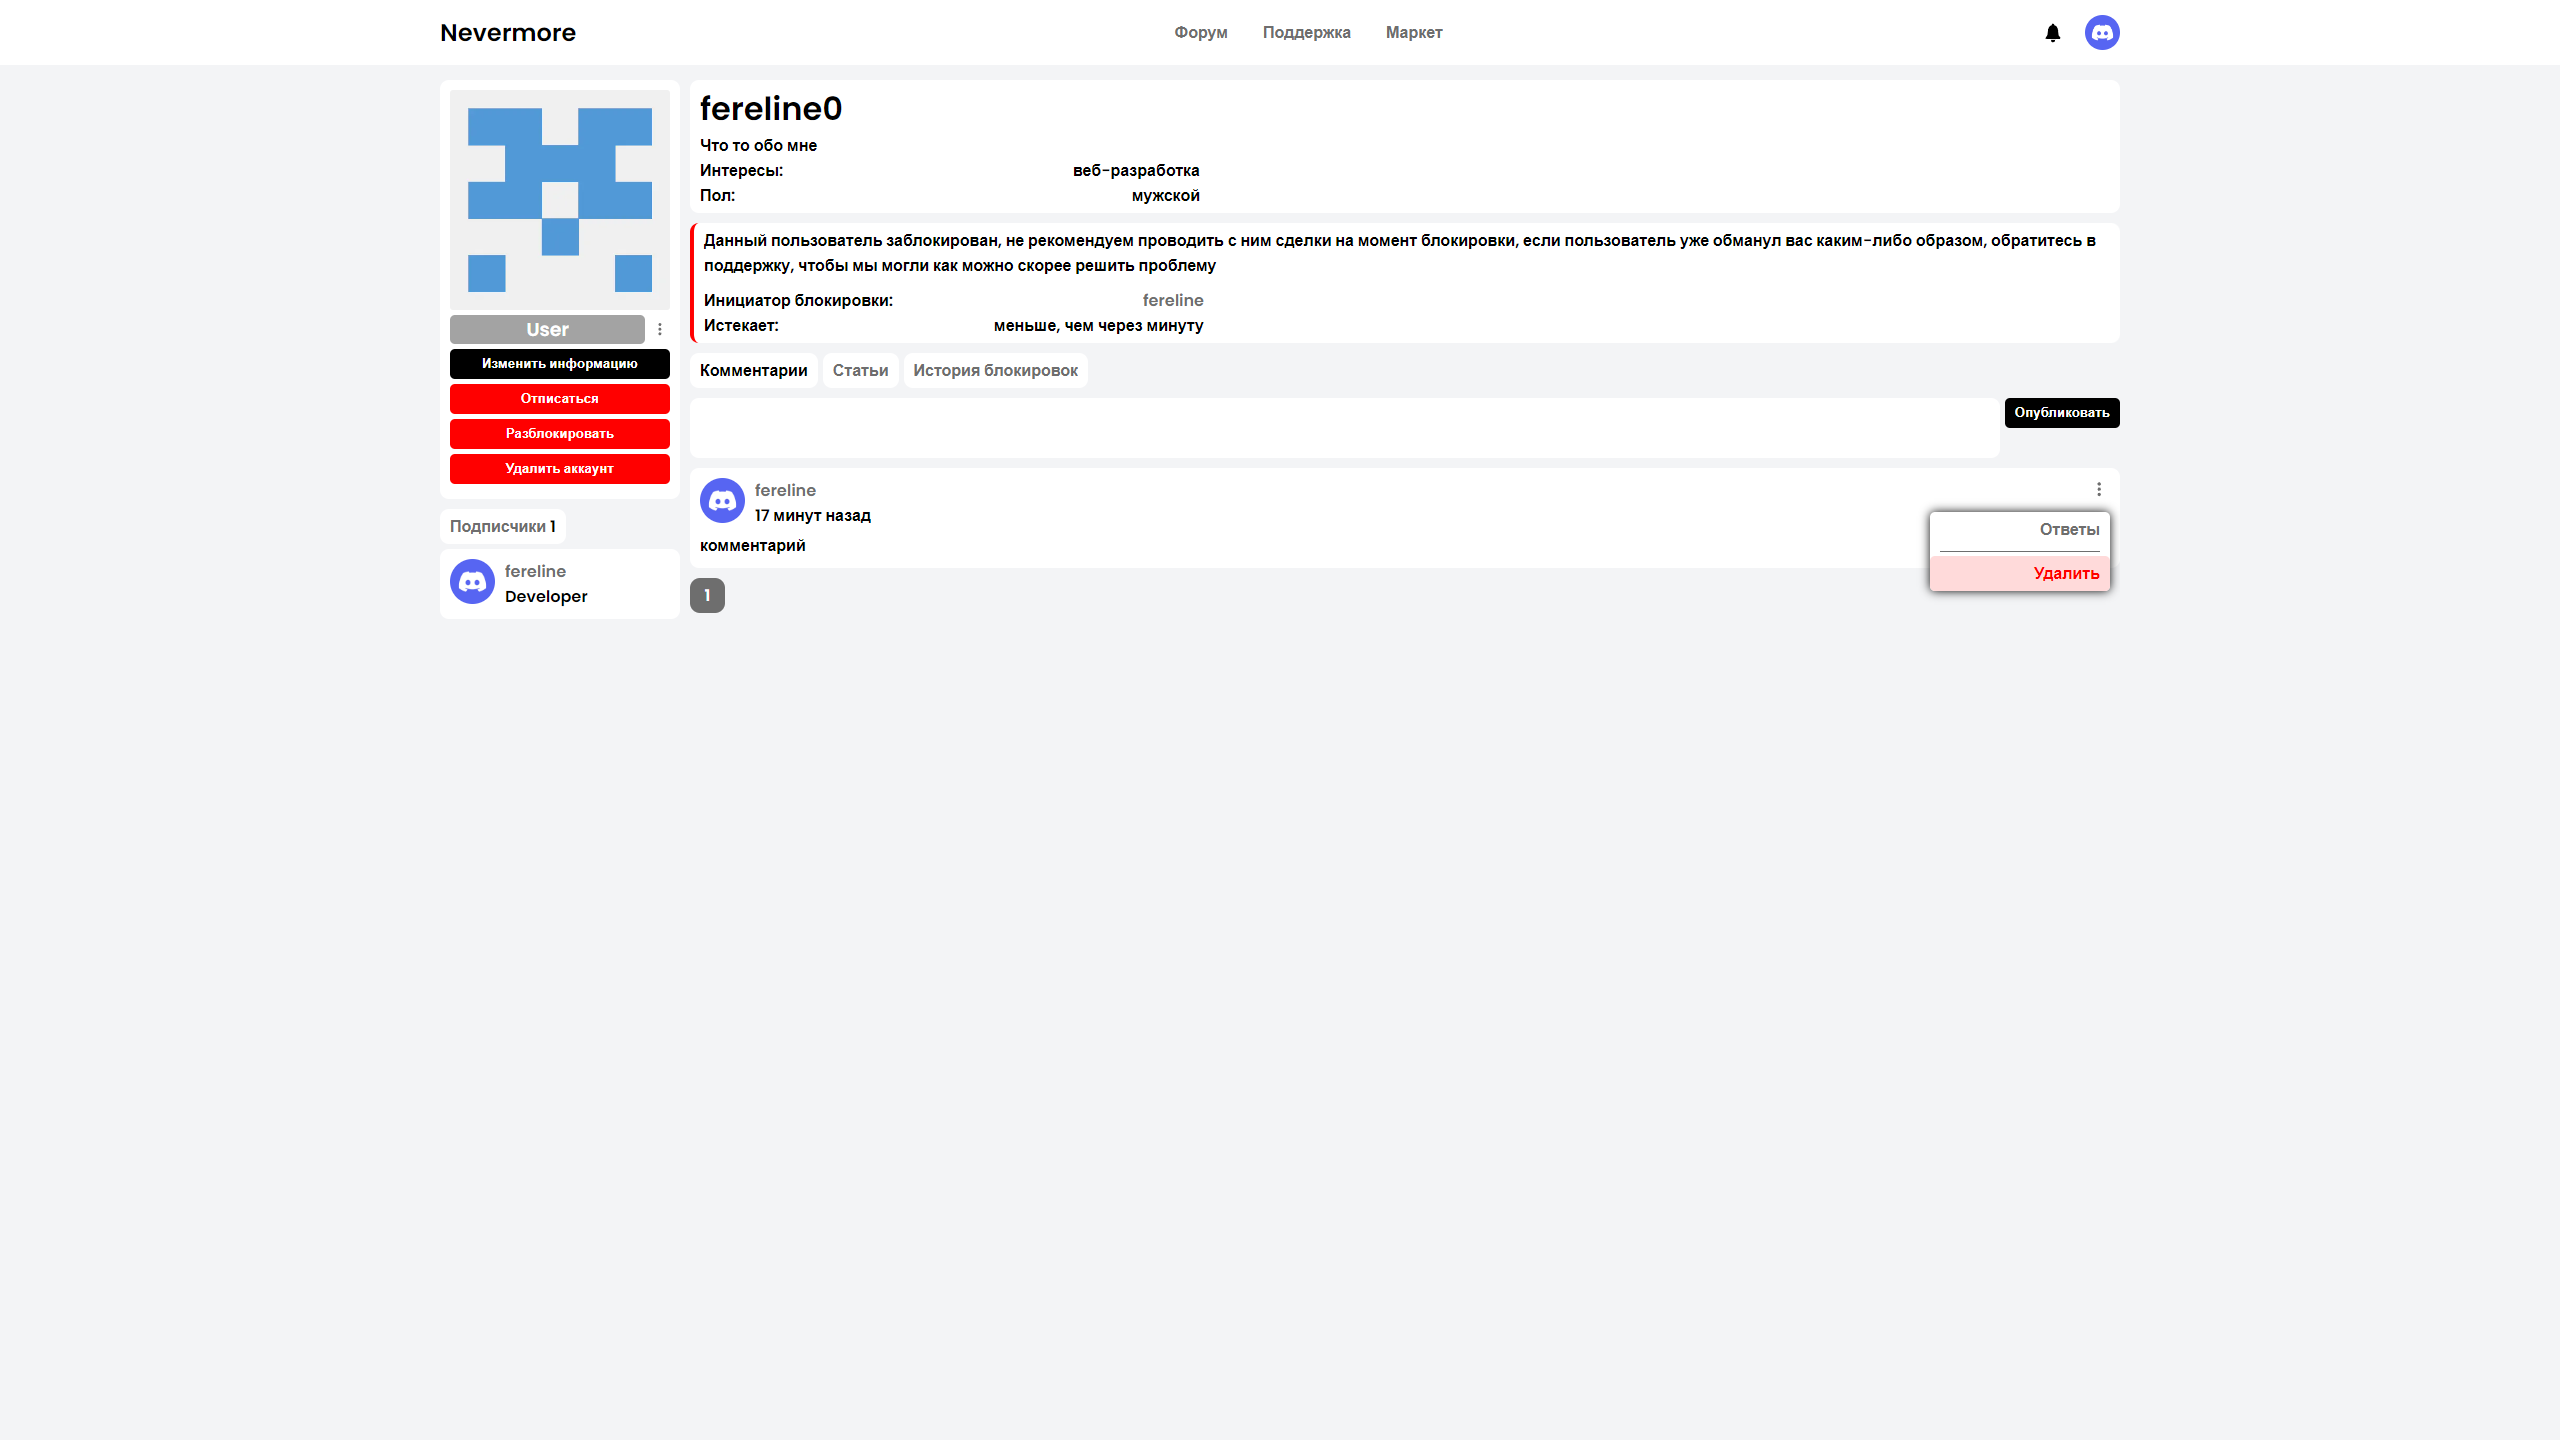 Nevermore
Форум
Поддержка
Маркет
User
Изменить информацию
Отписаться
Разблокировать
Удалить аккаунт
Подписчики 1
fereline
Developer
fereline0
Что то обо мне
Интересы: веб-разработка
Пол: мужской
Данный пользователь заблокирован, не рекомендуем проводить с ним сделки на момент блокировки, если пользователь уже обманул вас каким-либо образом, обратитесь в
поддержку, чтобы мы могли как можно скорее решить проблему
Инициатор блокировки: fereline
Истекает: меньше, чем через минуту
Комментарии
Статьи
История блокировок
Опубликовать
fereline
17 минут назад
комментарий
Ответы
Удалить
1